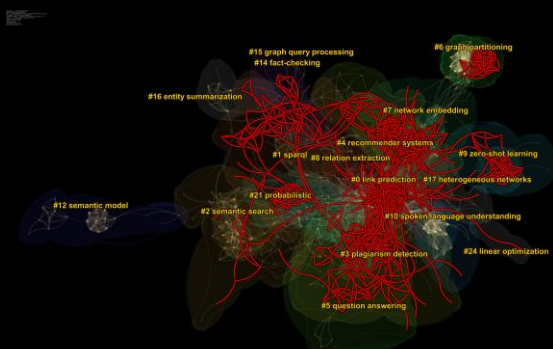 #15 graph query processing
#14 fact-checking
#6 graph partitioning
#16 entity summarization
#7 network embedding
#4 recommender systems
#1 sparql
#8 relation extraction
#9 zero-shot learning
#0 link prediction
#17 heterogeneous networks
#21 probabilistic
#12 semantic model
#2 semantic search
#10 spoken language understanding
#3 plagiarism detection
#24 linear optimization
#5 question answering